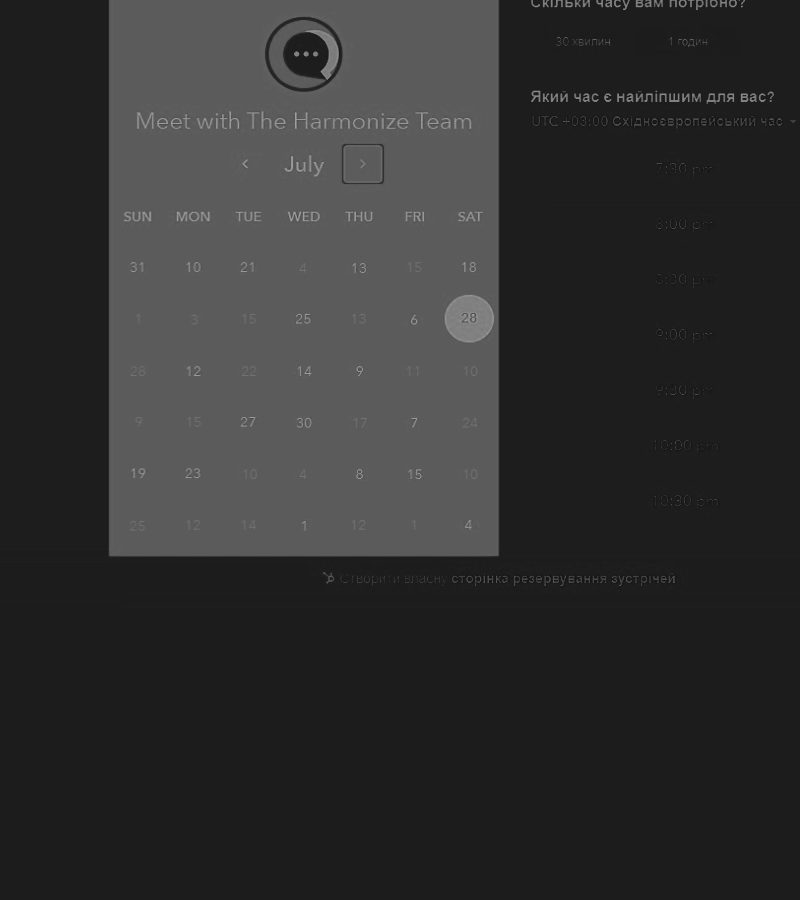 Скільки часу вам потрібно?
30 хвилин 1 годин
Meet with The Harmonize Team
July
Який час є найліпшим для вас?
UTC +03:00 Східноєвропейський час
SUN MON TUE WED THU FRI SAT
31 10 21 4 13 15 18
1 3 15 25 13 6 28
28 12 22 14 9 11 10
9 15 27 30 17 7 24
19 23 10 4 8 15 10
25 12 14 1 12 1 4
7:30 pm
8:00 pm
8:30 pm
9:00 pm
9:30 pm
10:00 pm
10:30 pm
Створити власну сторінка резервування зустрічей